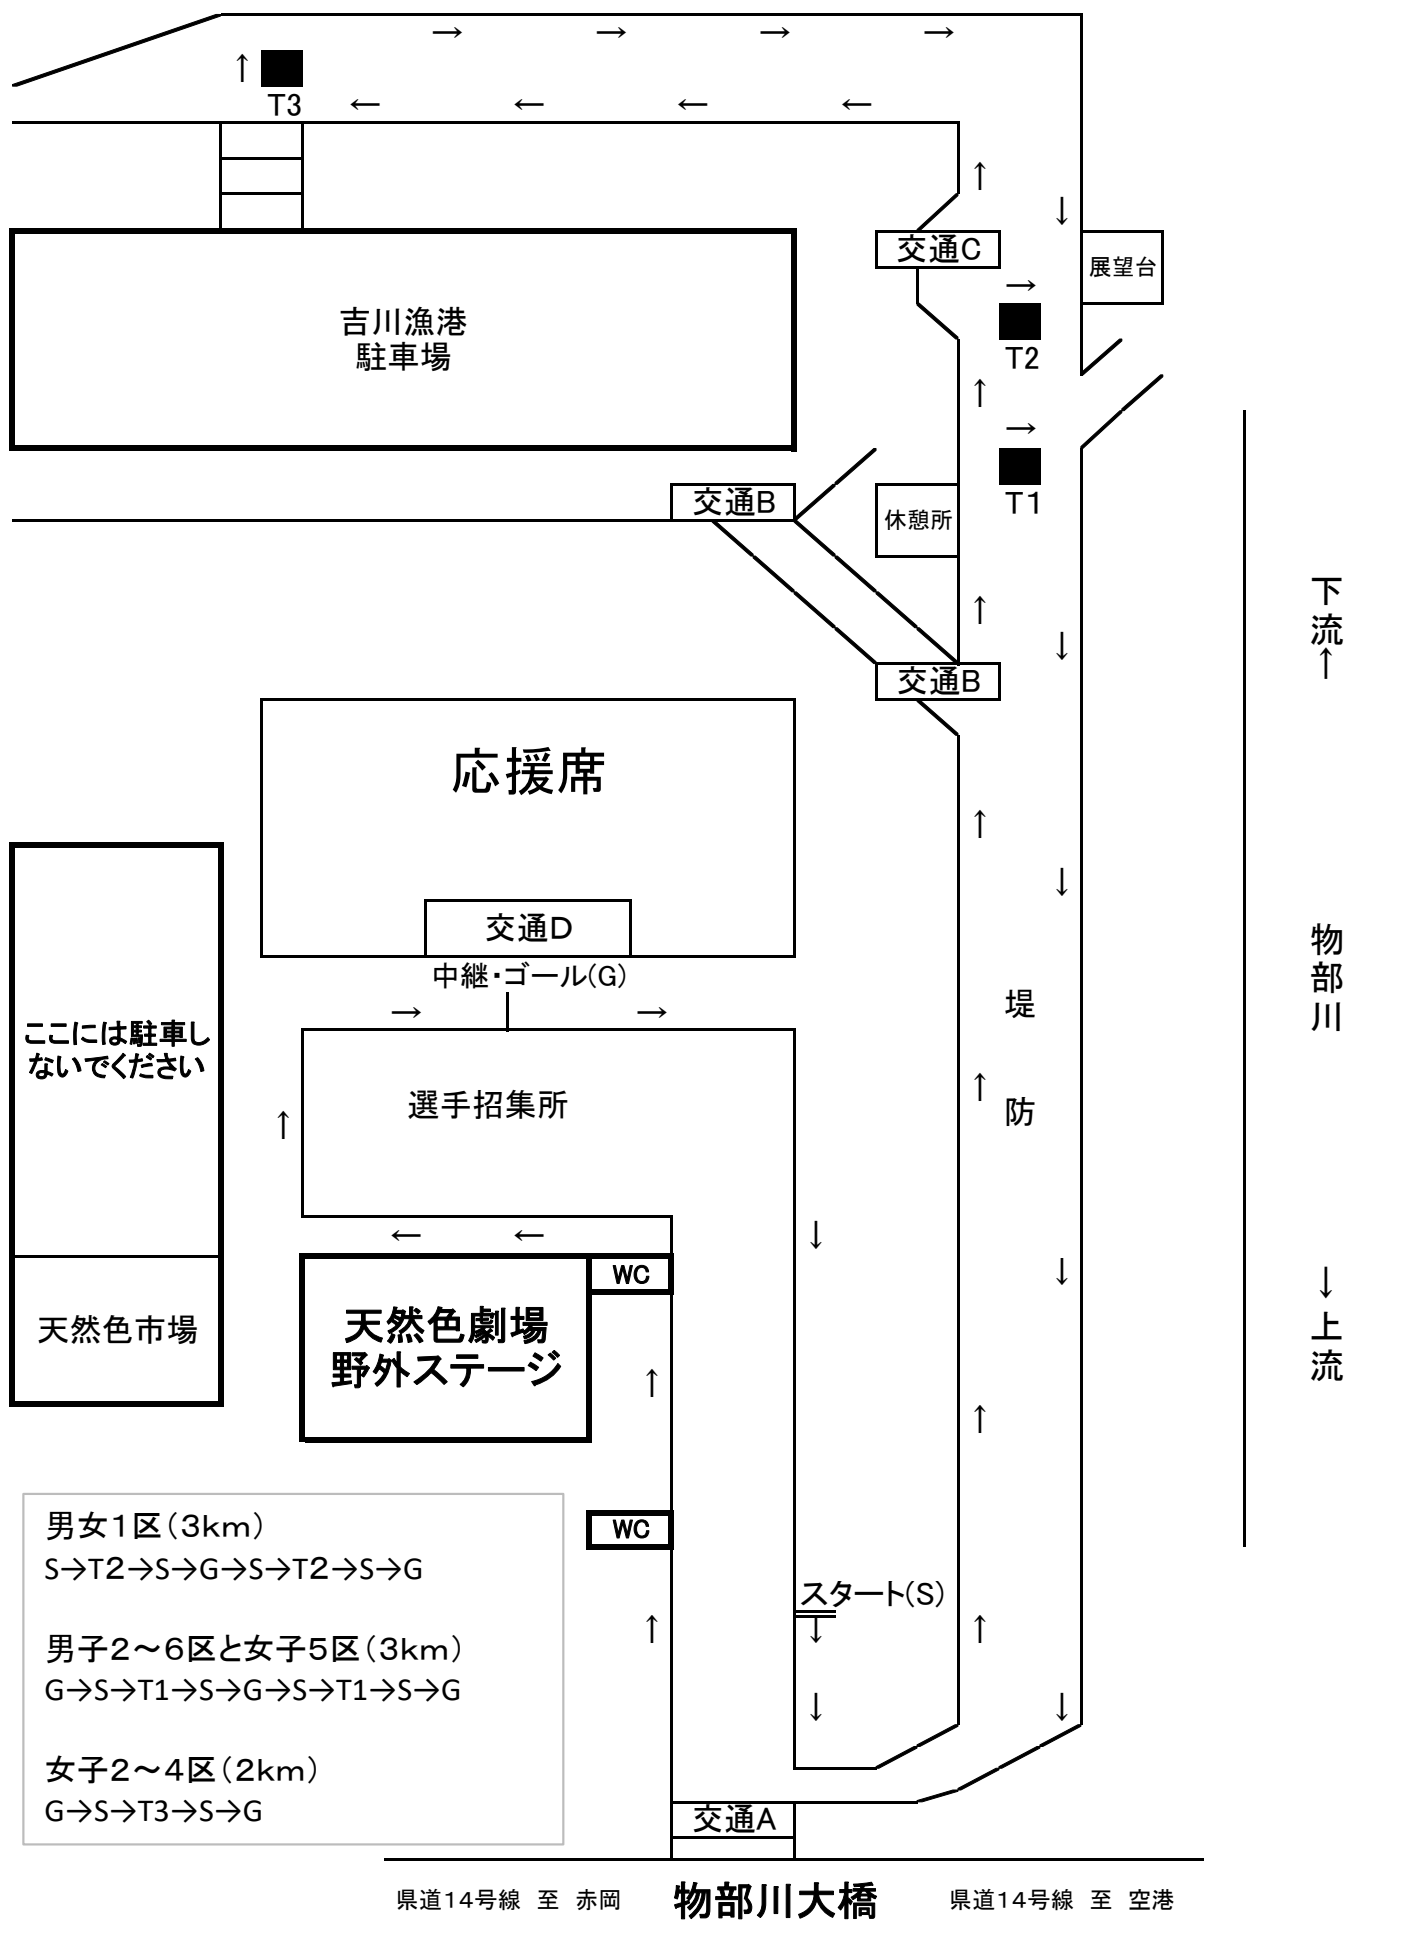 → → → →
↑
T3
← ← ← ←
↑
↓
交通C
展望台
→
吉川漁港
駐車場
T2
↑
→
交通B
T1
休憩所
↑
↓
下流↑
交通B
応援席
↑
↓
交通D
物部川
中継・ゴール(G)
→ →
堤防
ここには駐車し
ないでください
選手招集所
↑
↑
← ←
↓
↓
WC
↓上流
天然色市場
天然色劇場
野外ステージ
↑
↑
男女1区(3km)
S→T2→S→G→S→T2→S→G
WC
スタート(S)
↑
↓
↑
男子2～6区と女子5区(3km)
G→S→T1→S→G→S→T1→S→G
↓
↓
女子2～4区(2km)
G→S→T3→S→G
交通A
県道14号線 至 赤岡
物部川大橋
県道14号線 至 空港